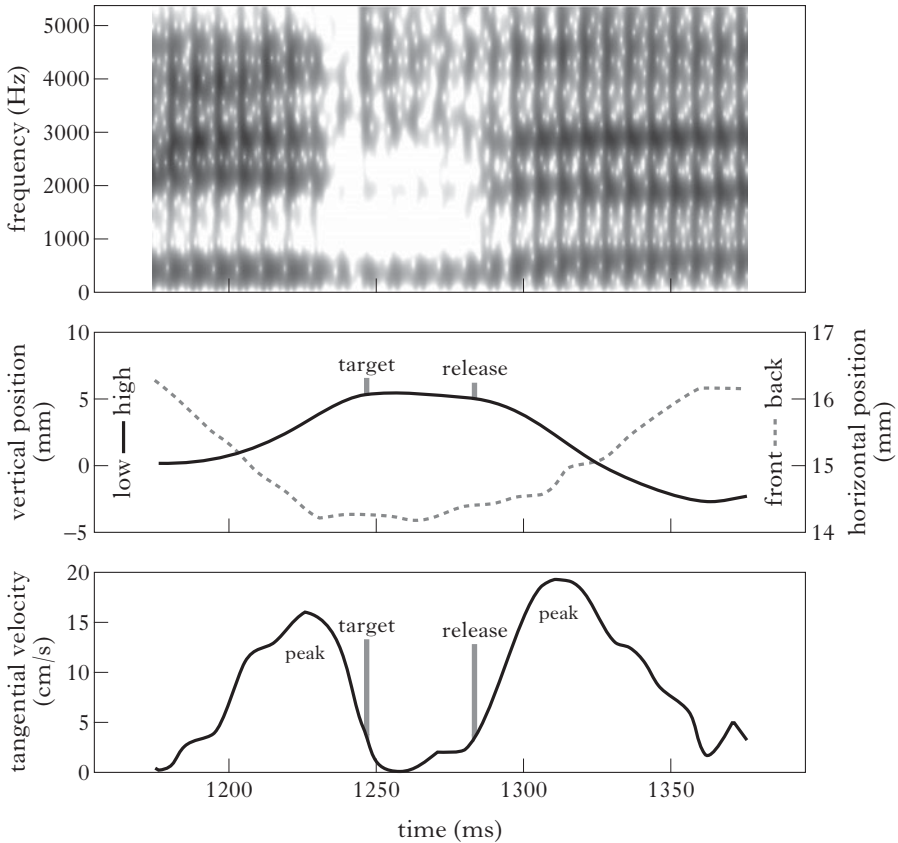 5000
4000
3000
2000
1000
0
frequency (Hz)
10
5
0
−5
vertical position
(mm)
low high
target
release
front back
17
16
15
14
horizontal position
(mm)
20
15
10
5
0
tangential velocity
(cm/s)
peak
target
release
peak
1200
1250
1300
1350
time (ms)